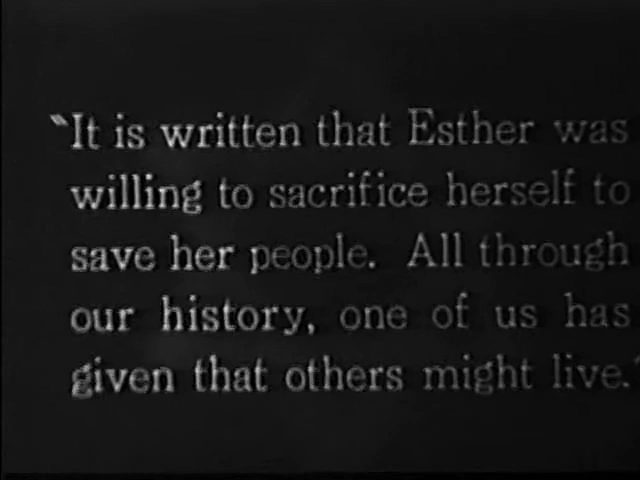 "It is written that Esther was
willing to sacrifice herself to
save her people. All through
our history, one of us has
given that others might live."